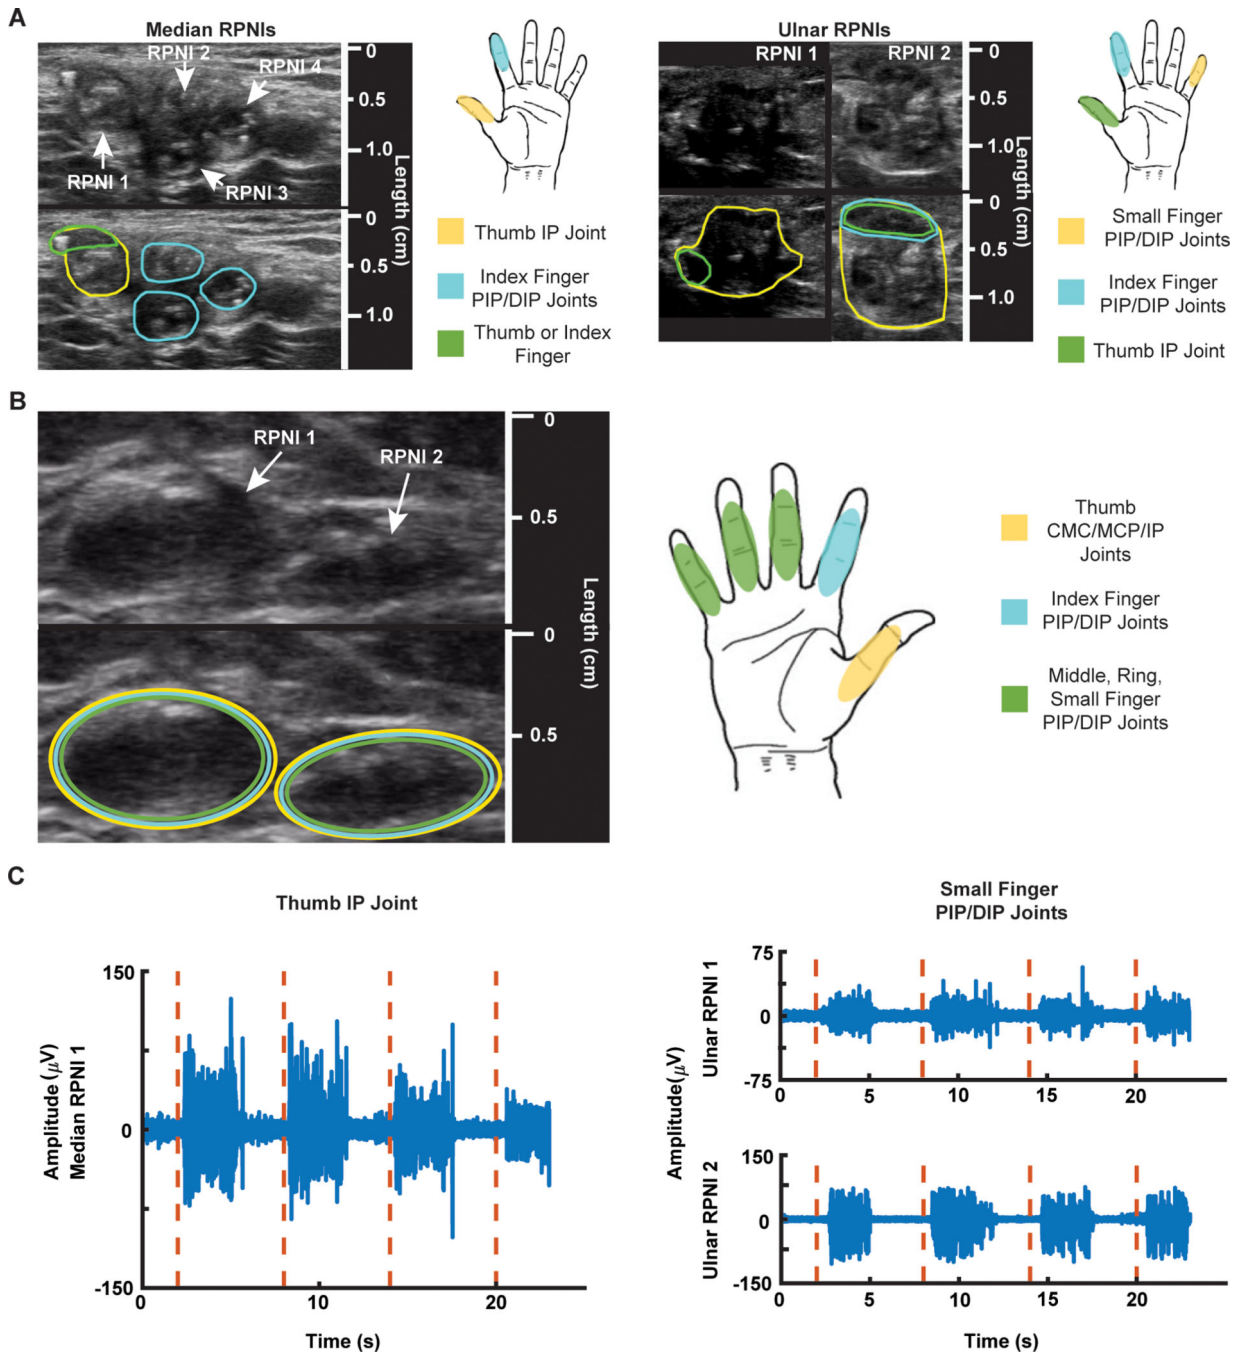 A
Median RPNIs
RPNI 2
RPNI 4
RPNI 1
RPNI 3
0
0.5
1.0
0
0.5
1.0
Length (cm)
Thumb IP Joint
Index Finger
PIP/DIP Joints
Thumb or Index
Finger
Ulnar RPNIs
RPNI 1
RPNI 2
0
0.5
1.0
0
0.5
1.0
Length (cm)
Small Finger
PIP/DIP Joints
Index Finger
PIP/DIP Joints
Thumb IP Joint
B
RPNI 1
RPNI 2
0
0.5
0
0.5
Length (cm)
Thumb
CMC/MCP/IP
Joints
Index Finger
PIP/DIP Joints
Middle, Ring,
Small Finger
PIP/DIP Joints
C
Thumb IP Joint
Amplitude (μV)
Median RPNI 1
150
0
-150
0
10
20
Time (s)
Small Finger
PIP/DIP Joints
Amplitude(μV)
Ulnar RPNI 1
75
0
-75
0
5
10
15
20
Ulnar RPNI 2
150
0
-150
0
5
10
15
20
Time (s)